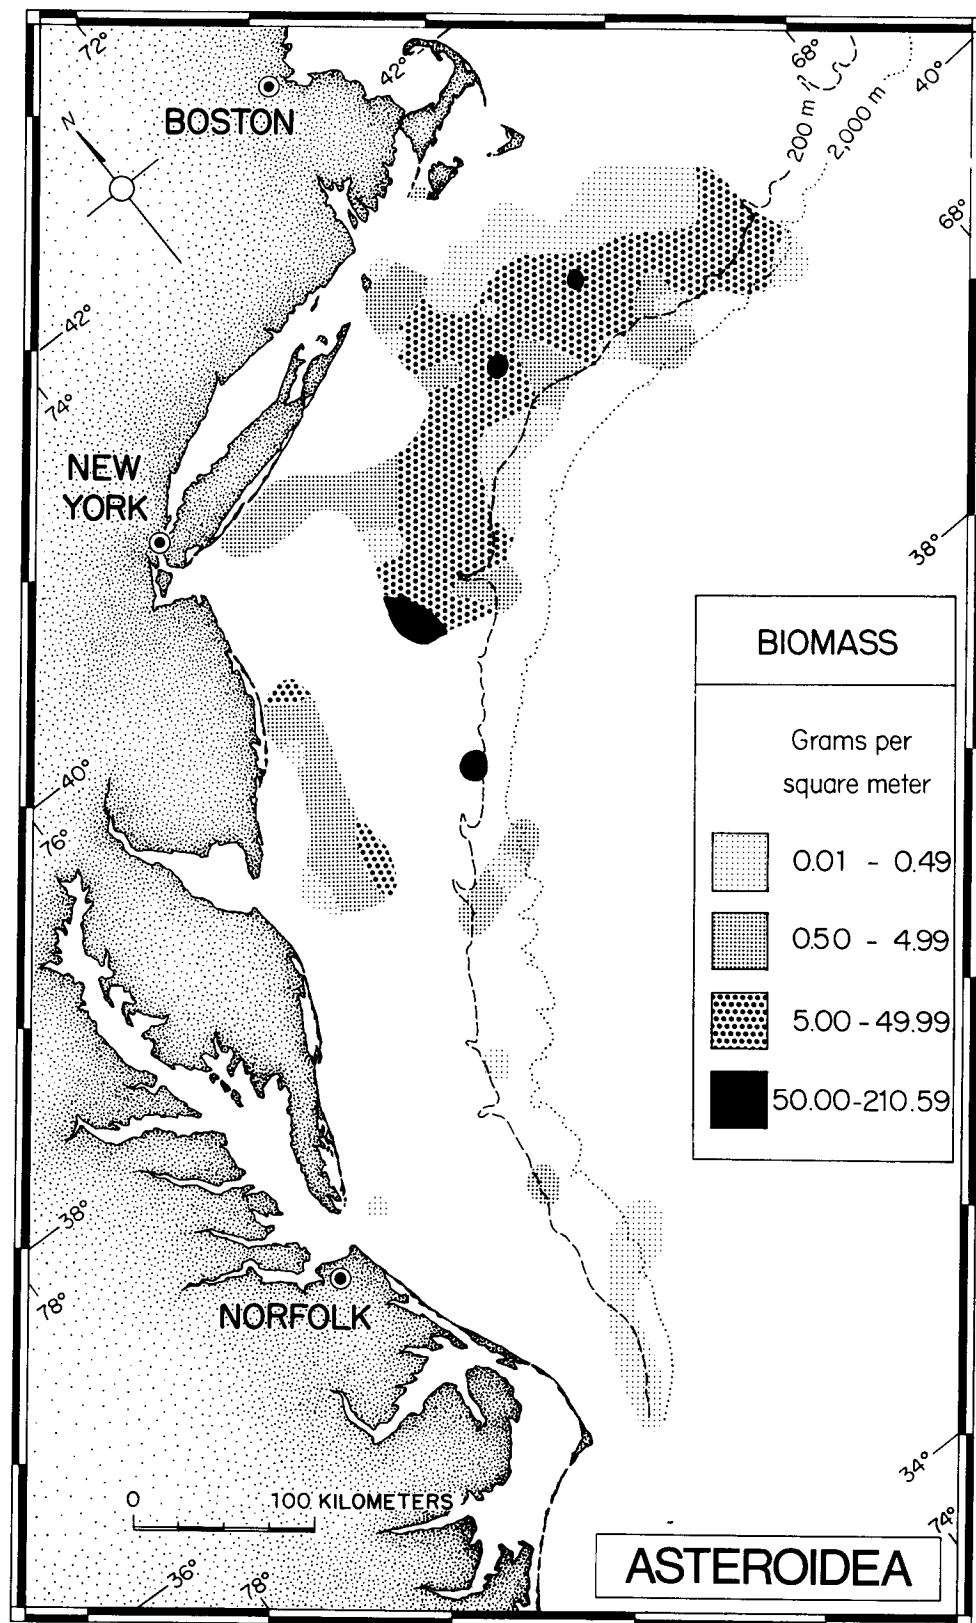 72°
42°
68°
40°
N
BOSTON
200 m
2,000 m
68°
42°
74°
NEW
YORK
38°
BIOMASS
Grams per
square meter
0.01 - 0.49
0.50 - 4.99
5.00 - 49.99
50.00-210.59
40°
76°
38°
78°
NORFOLK
34°
74°
0 100 KILOMETERS
36°
78°
ASTEROIDEA